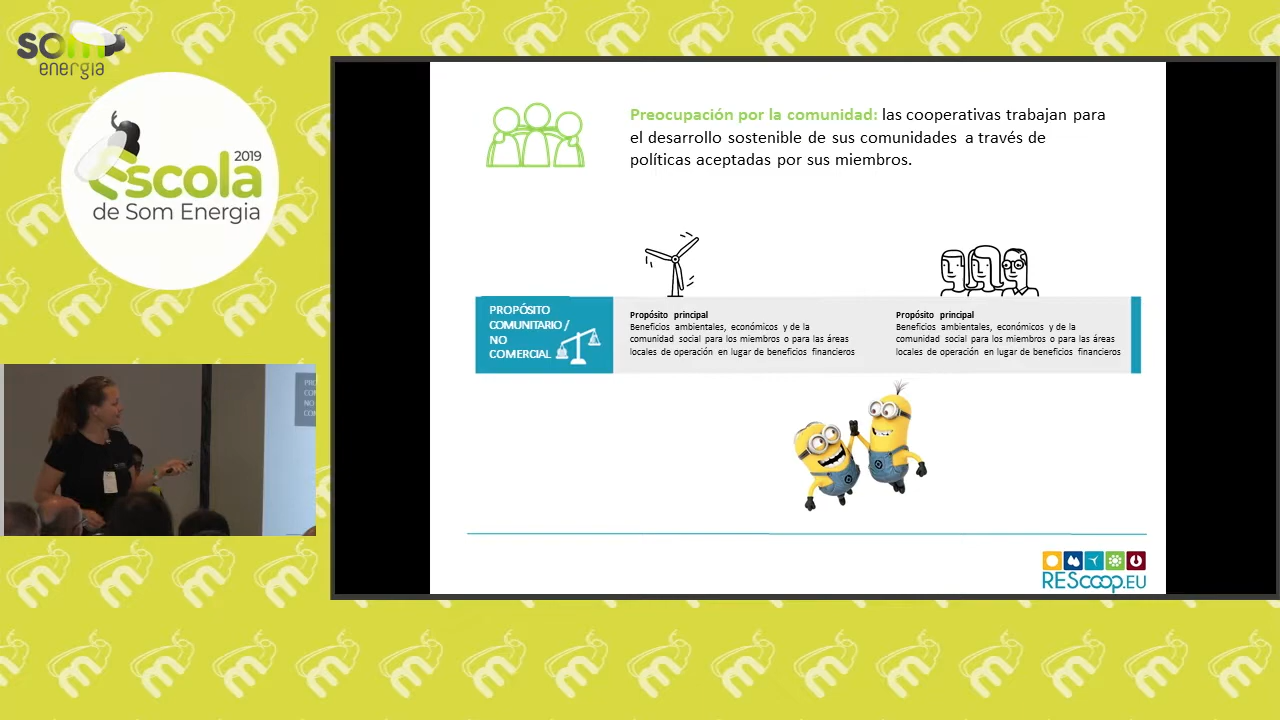 som
energia
2019
Escola
de Som Energia
Preocupación por la comunidad: las cooperativas trabajan para
el desarrollo sostenible de sus comunidades a través de
políticas aceptadas por sus miembros.
PROPÓSITO
COMUNITARIO /
NO
COMERCIAL
Propósito principal
Beneficios ambientales, económicos y de la
comunidad social para los miembros o para las áreas
locales de operación en lugar de beneficios financieros
Propósito principal
Beneficios ambientales, económicos y de la
comunidad social para los miembros o para las áreas
locales de operación en lugar de beneficios financieros
REScoop.EU